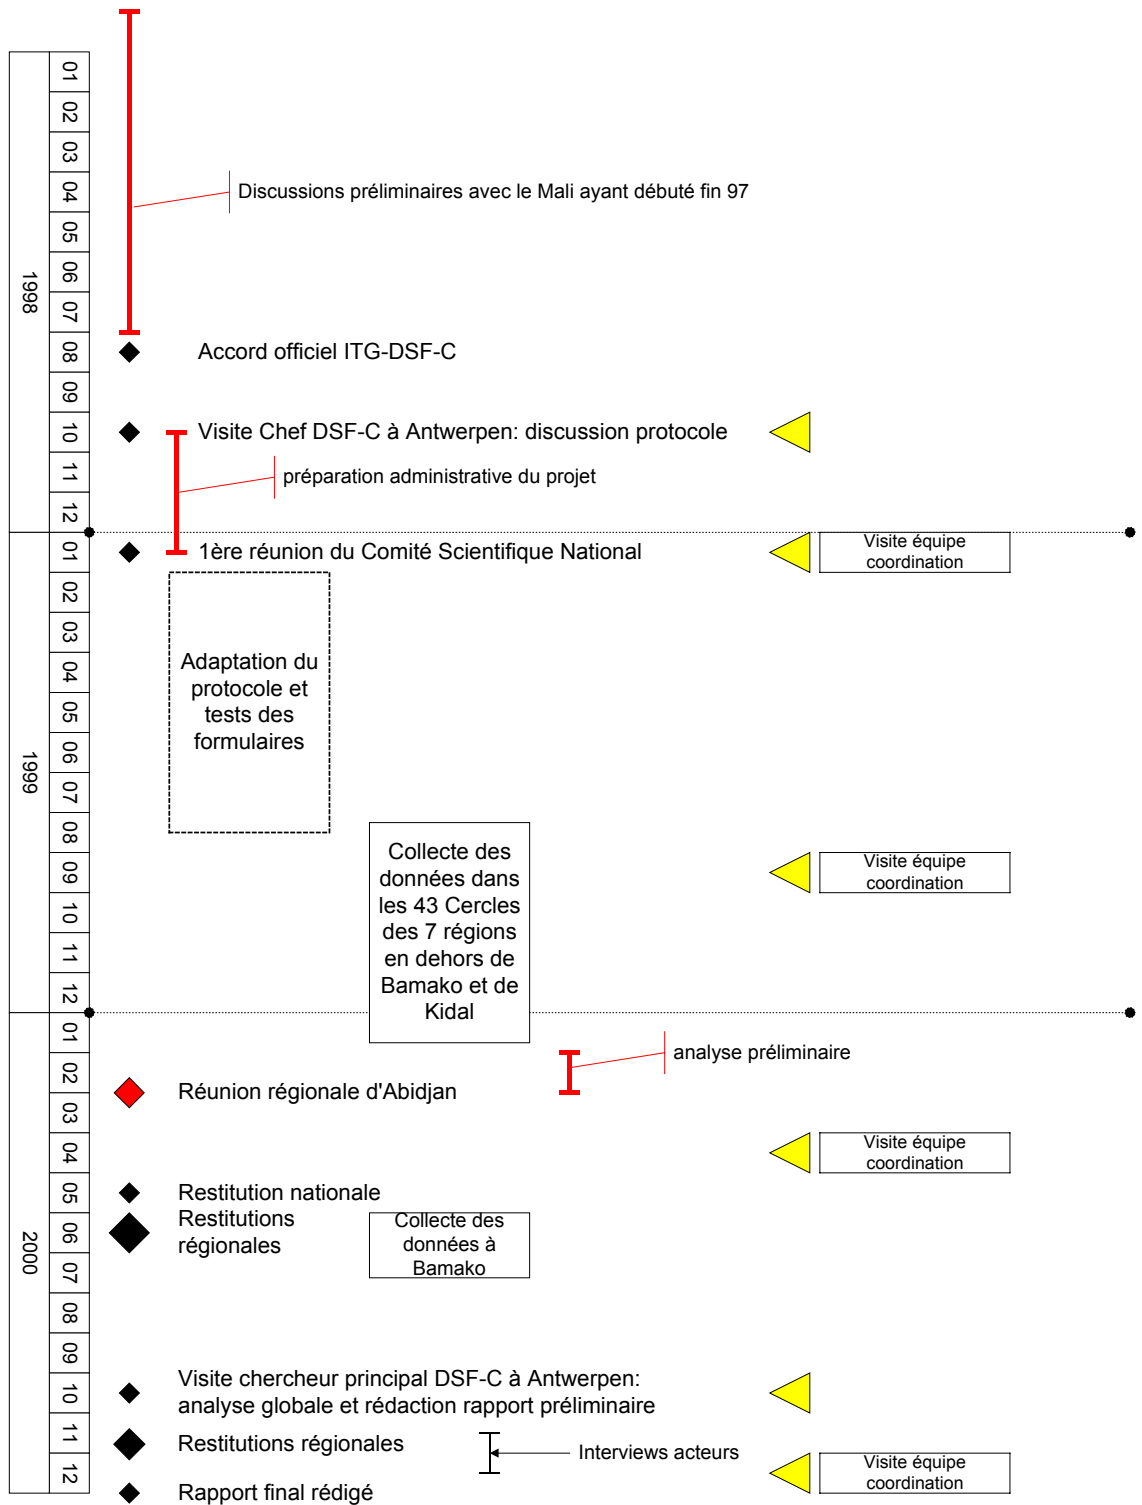 1998
01
02
03
04
05
06
07
08
09
10
11
12
Discussions préliminaires avec le Mali ayant débuté fin 97
Accord officiel ITG-DSF-C
Visite Chef DSF-C à Antwerpen: discussion protocole
préparation administrative du projet
1999
01
02
03
04
05
06
07
08
09
10
11
12
1ère réunion du Comité Scientifique National
Visite équipe
coordination
Adaptation du
protocole et
tests des
formulaires
Collecte des
données dans
les 43 Cercles
des 7 régions
en dehors de
Bamako et de
Kidal
Visite équipe
coordination
2000
01
02
03
04
05
06
07
08
09
10
11
12
analyse préliminaire
Réunion régionale d'Abidjan
Visite équipe
coordination
Restitution nationale
Restitutions
régionales
Collecte des
données à
Bamako
Visite chercheur principal DSF-C à Antwerpen:
analyse globale et rédaction rapport préliminaire
Restitutions régionales
Interviews acteurs
Visite équipe
coordination
Rapport final rédigé